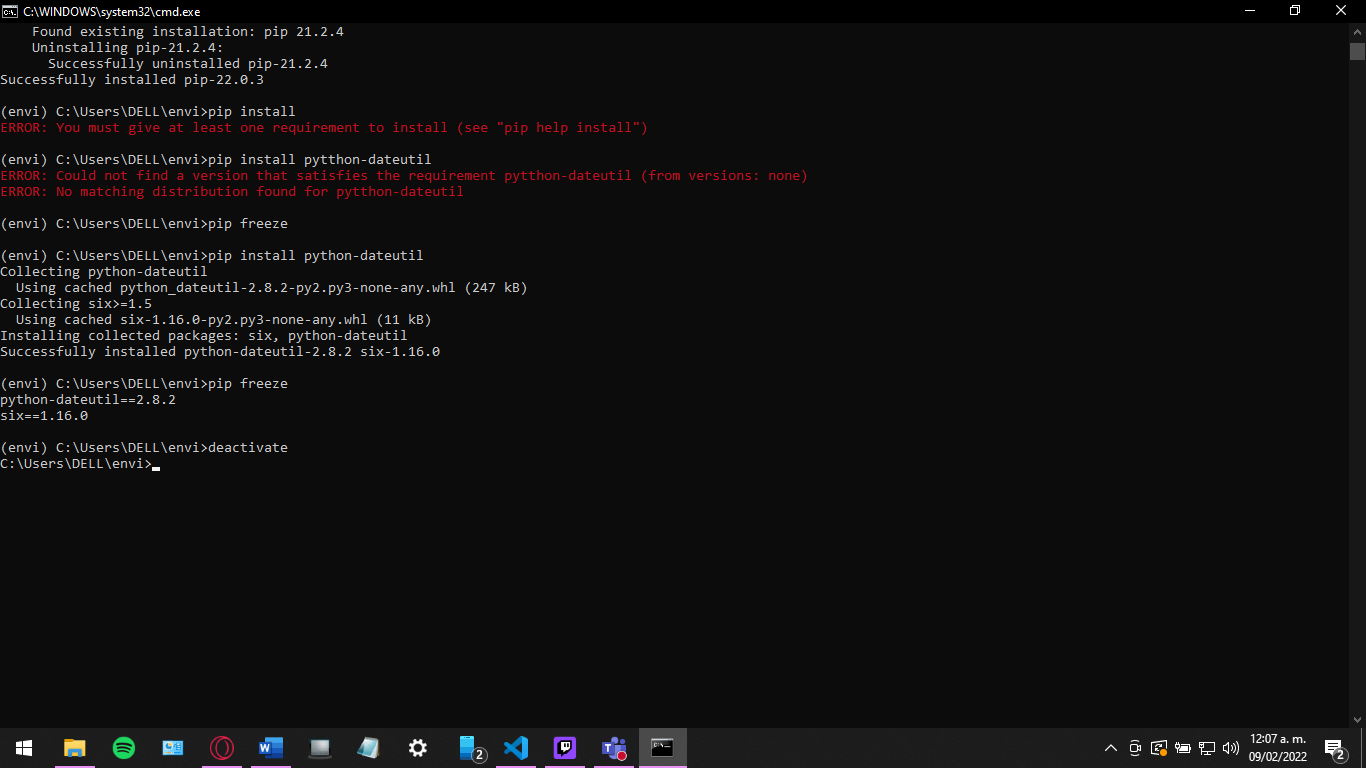 C:\WINDOWS\system32\cmd.exe
Found existing installation: pip 21.2.4
Uninstalling pip-21.2.4:
Successfully uninstalled pip-21.2.4
Successfully installed pip-22.0.3
(envi) C:\Users\DELL\envi>pip install
ERROR: You must give at least one requirement to install (see "pip help install")
(envi) C:\Users\DELL\envi>pip install pytthon-dateutil
ERROR: Could not find a version that satisfies the requirement pytthon-dateutil (from versions: none)
ERROR: No matching distribution found for pytthon-dateutil
(envi) C:\Users\DELL\envi>pip freeze
(envi) C:\Users\DELL\envi>pip install python-dateutil
Collecting python-dateutil
Using cached python_dateutil-2.8.2-py2.py3-none-any.whl (247 kB)
Collecting six>=1.5
Using cached six-1.16.0-py2.py3-none-any.whl (11 kB)
Installing collected packages: six, python-dateutil
Successfully installed python-dateutil-2.8.2 six-1.16.0
(envi) C:\Users\DELL\envi>pip freeze
python-dateutil==2.8.2
six==1.16.0
(envi) C:\Users\DELL\envi>deactivate
C:\Users\DELL\envi>
2
12:07 a. m.
09/02/2022
2